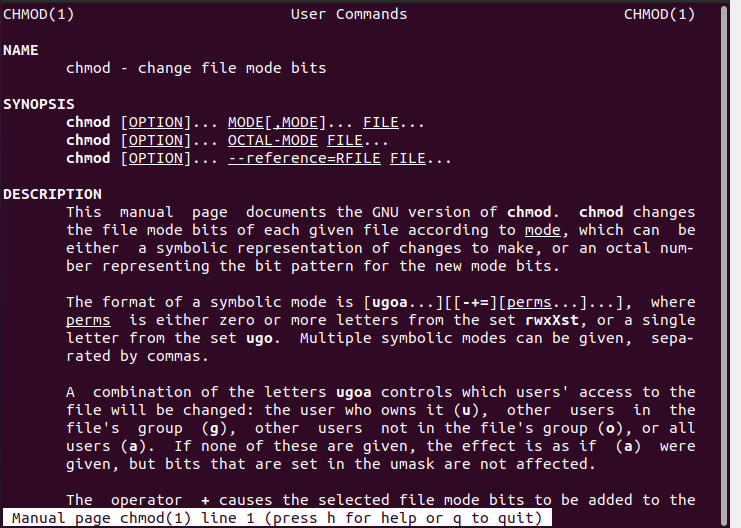 CHMOD(1)                        User Commands                        CHMOD(1)
NAME
       chmod - change file mode bits
SYNOPSIS
       chmod [OPTION]... MODE[,MODE]... FILE...
       chmod [OPTION]... OCTAL-MODE FILE...
       chmod [OPTION]... --reference=RFILE FILE...
DESCRIPTION
       This  manual  page  documents the GNU version of chmod.  chmod changes
       the file mode bits of each given file according to mode, which can  be
       either  a symbolic representation of changes to make, or an octal num-
       ber representing the bit pattern for the new mode bits.
       The format of a symbolic mode is [ugoa...][[-+=][perms...]...],  where
       perms  is either zero or more letters from the set rwxXst, or a single
       letter from the set ugo.  Multiple symbolic modes can be given,  sepa-
       rated by commas.
       A  combination of the letters ugoa controls which users' access to the
       file will be changed: the user who owns it (u),  other  users  in  the
       file's  group  (g),  other  users  not in the file's group (o), or all
       users (a).  If none of these are given, the effect is as if  (a)  were
       given, but bits that are set in the umask are not affected.
       The  operator  + causes the selected file mode bits to be added to the
 Manual page chmod(1) line 1 (press h for help or q to quit)